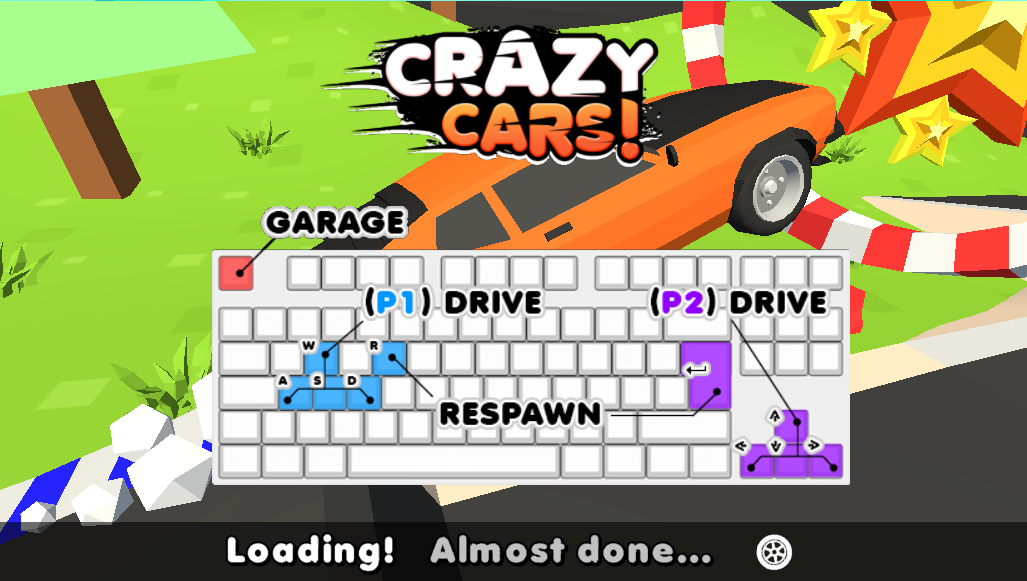 CRAZY
CARS!
GARAGE
(P1) DRIVE
(P2) DRIVE
W
R
A
S
D
RESPAWN
Loading! Almost done...